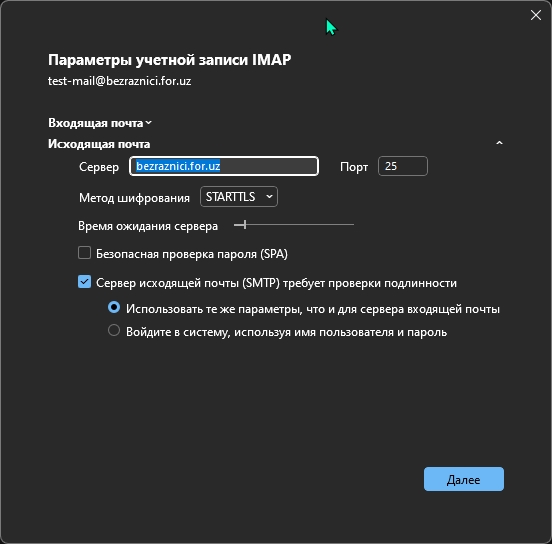 Параметры учетной записи IMAP
test-mail@bezraznici.for.uz
Входящая почта
Исходящая почта
Сервер bezraznici.for.uz Порт 25
Метод шифрования STARTTLS
Время ожидания сервера
Безопасная проверка пароля (SPA)
Сервер исходящей почты (SMTP) требует проверки подлинности
Использовать те же параметры, что и для сервера входящей почты
Войдите в систему, используя имя пользователя и пароль
Далее